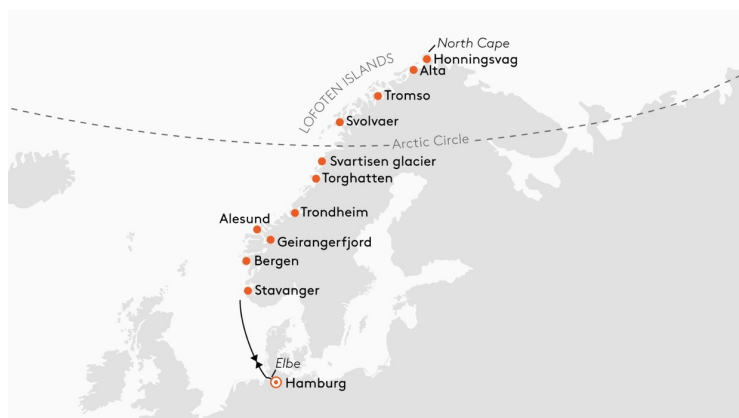 North Cape
Honningsvag
Alta
LOFOTEN ISLANDS
Tromso
Svolvaer
Arctic Circle
Svartisen glacier
Torghatten
Trondheim
Alesund
Geirangerfjord
Bergen
Stavanger
Elbe
Hamburg